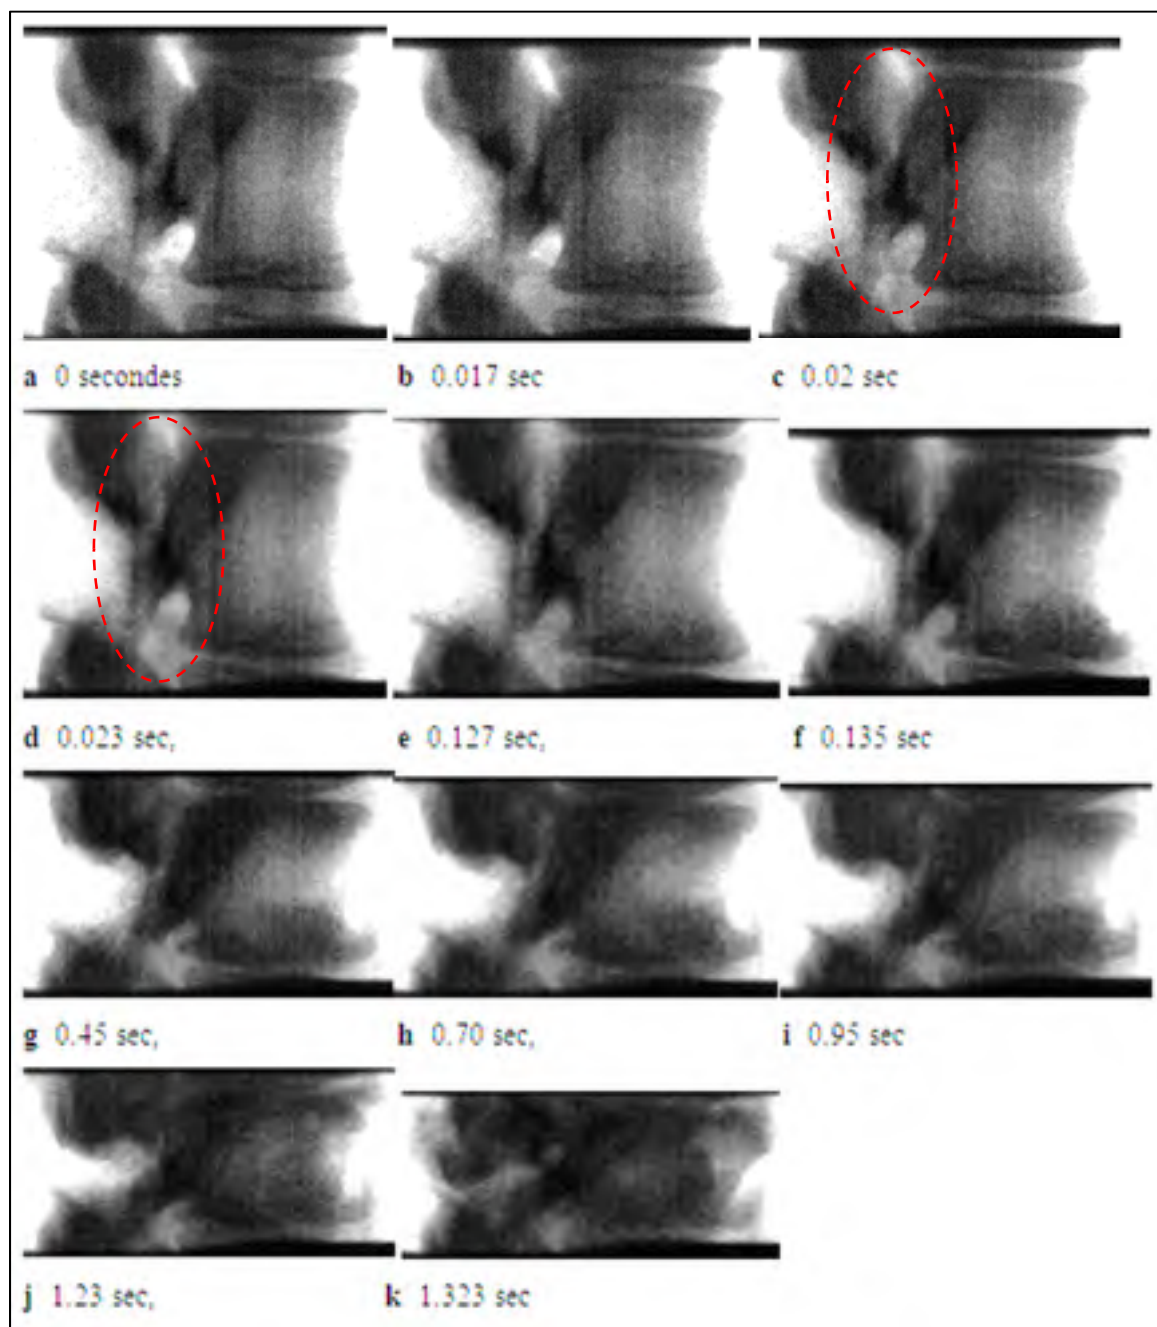 a 0 secondes
b 0.017 sec
c 0.02 sec
d 0.023 sec,
e 0.127 sec,
f 0.135 sec
g 0.45 sec,
h 0.70 sec,
i 0.95 sec
j 1.23 sec,
k 1.323 sec